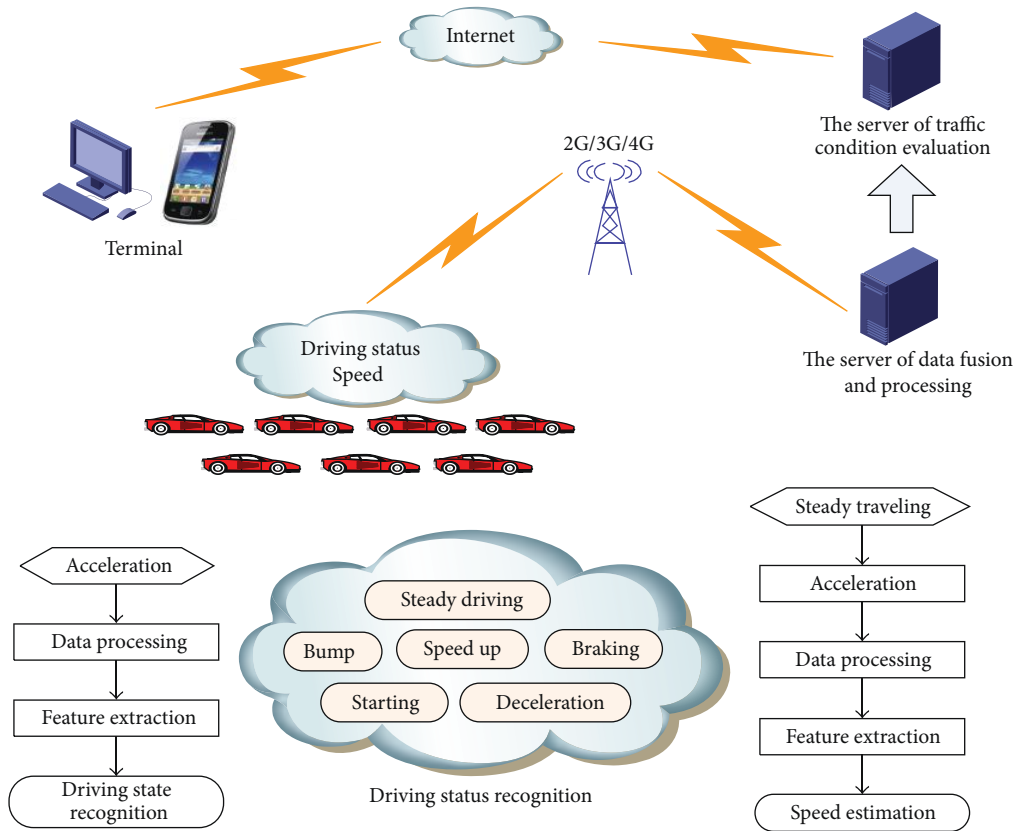 Internet
The server of traffic
condition evaluation
2G/3G/4G
Terminal
Driving status
Speed
The server of data fusion
and processing
Acceleration
Data processing
Feature extraction
Driving state
recognition
Steady driving
Bump
Speed up
Braking
Starting
Deceleration
Driving status recognition
Steady traveling
Acceleration
Data processing
Feature extraction
Speed estimation